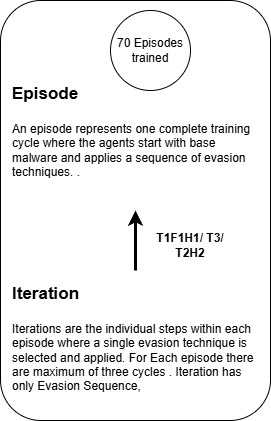 70 Episodes
trained
Episode
An episode represents one complete training
cycle where the agents start with base
malware and applies a sequence of evasion
techniques. .
T1F1H1/ T3/
T2H2
Iteration
Iterations are the individual steps within each
episode where a single evasion technique is
selected and applied. For Each episode there
are maximum of three cycles . Iteration has
only Evasion Sequence,